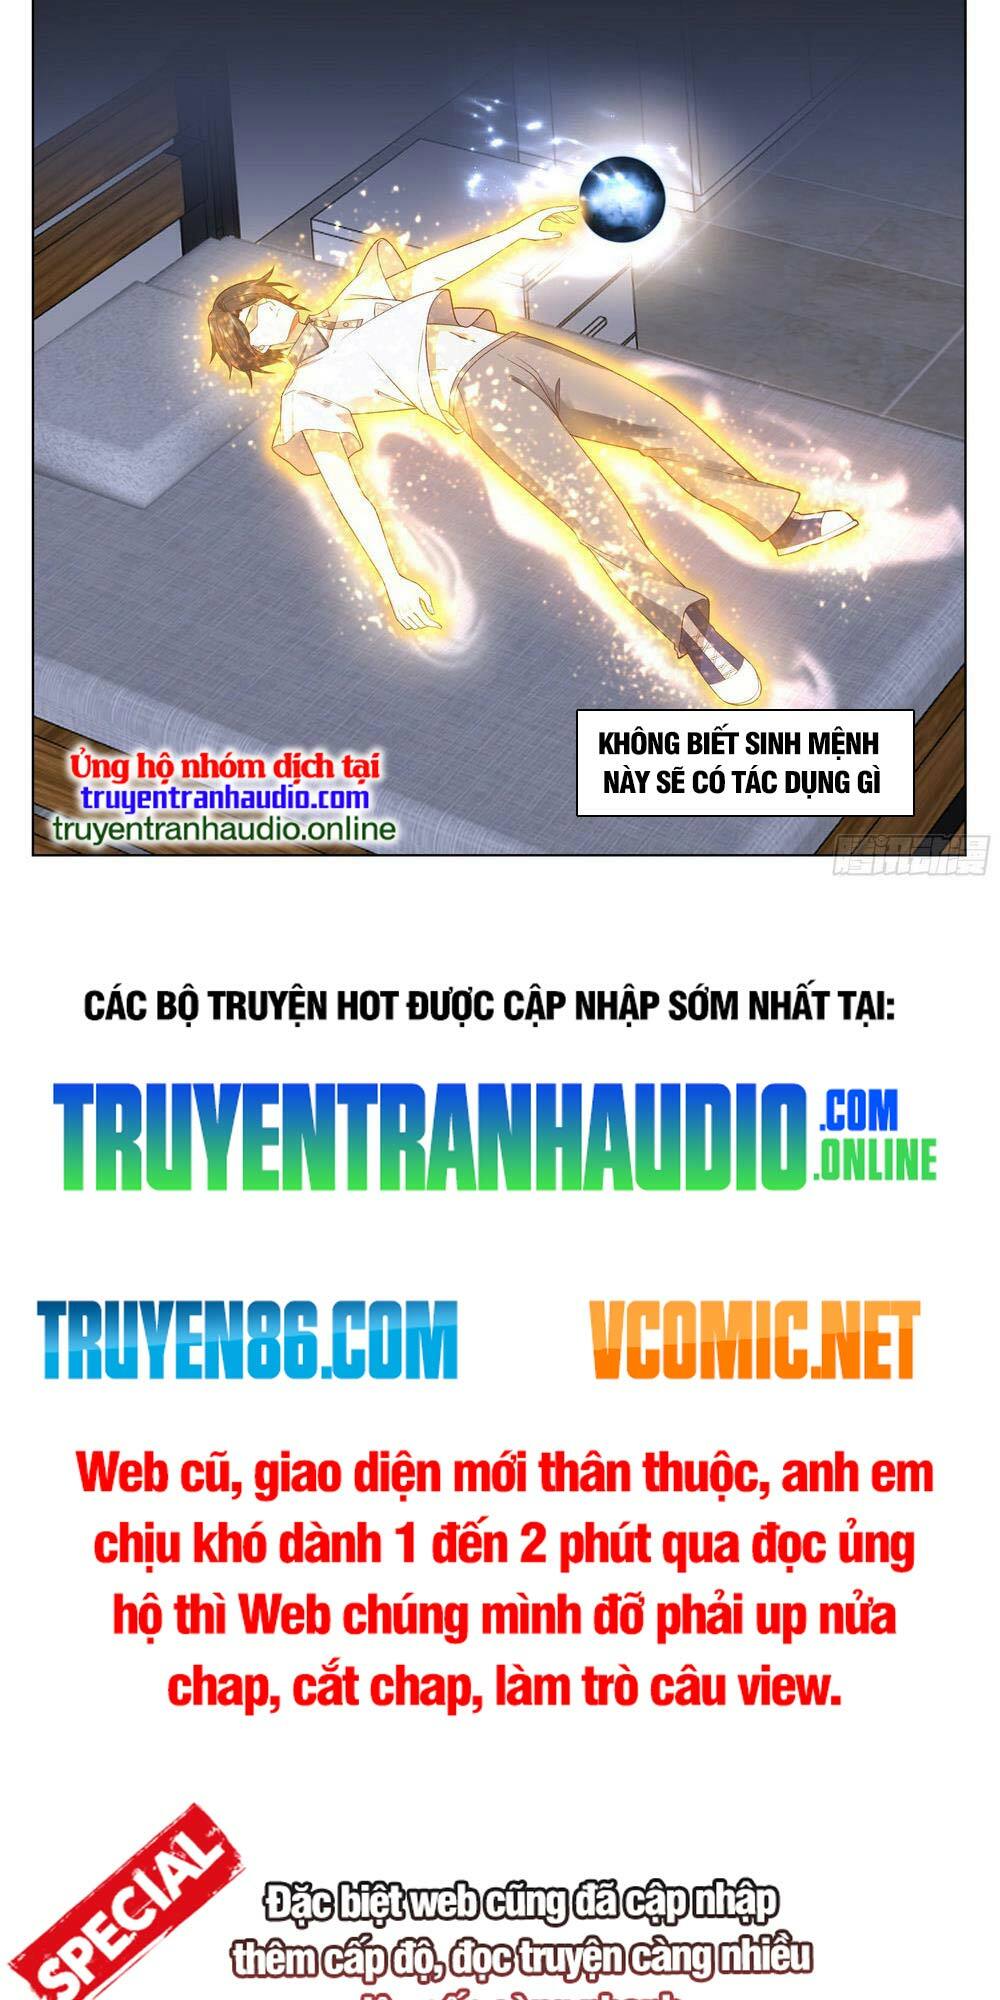 KHÔNG BIẾT SINH MỆNH
NÀY SẼ CÓ TÁC DỤNG GÌ
Ủng hộ nhóm dịch tại
truyentranhaudio.com
truyentranhaudio.online
腾讯动漫
CÁC BỘ TRUYỆN HOT ĐƯỢC CẬP NHẬP SỚM NHẤT TẠI:
TRUYENTRANHAUDIO .COM
.ONLINE
TRUYEN86.COM VCOMIC.NET
Web cũ, giao diện mới thân thuộc, anh em
chịu khó dành 1 đến 2 phút qua đọc ủng
hộ thì Web chúng mình đỡ phải up nửa
chap, cắt chap, làm trò câu view.
SPECIAL
Đặc biệt web cũng đã cập nhập
thêm cấp độ, đọc truyện càng nhiều